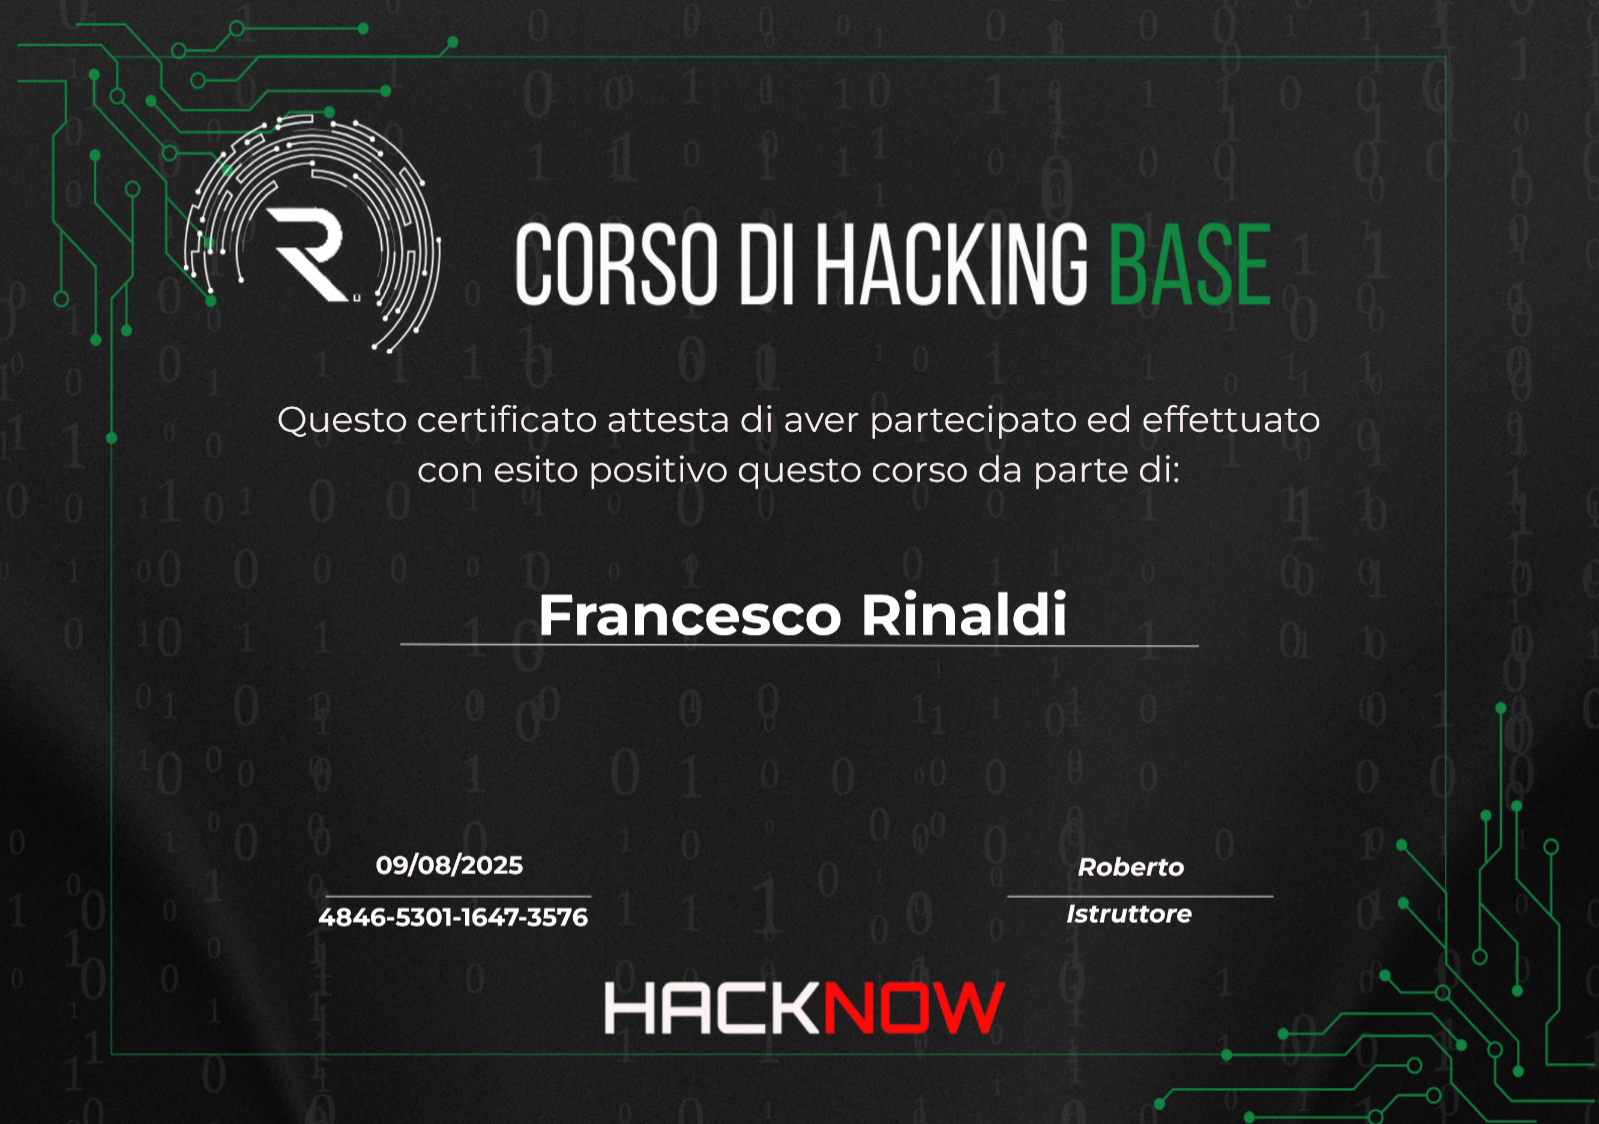 R
CORSO DI HACKING BASE
Questo certificato attesta di aver partecipato ed effettuato
con esito positivo questo corso da parte di:
Francesco Rinaldi
09/08/2025
4846-5301-1647-3576
Roberto
Istruttore
HACKNOW